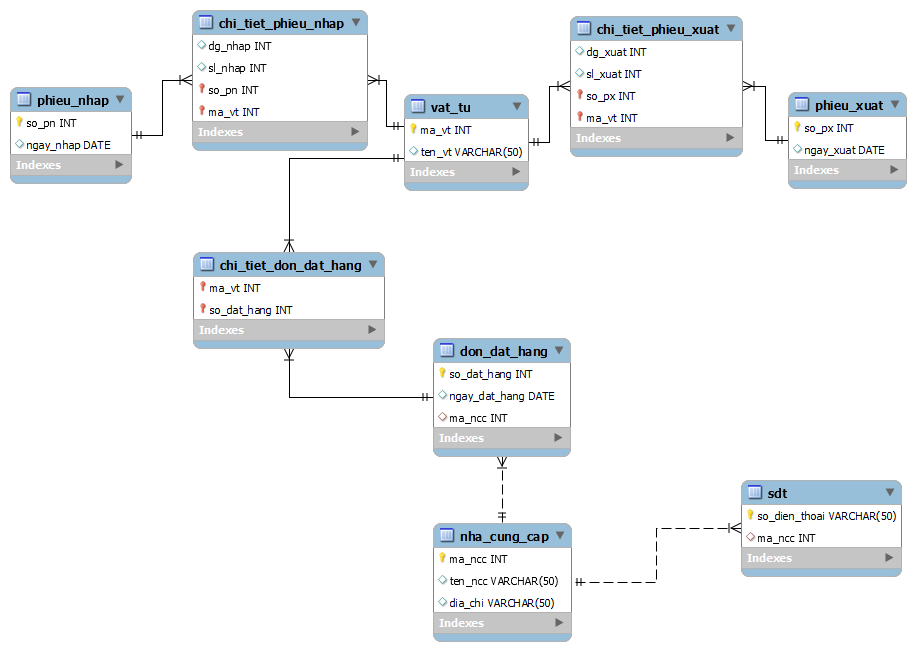 chi_tiet_phieu_nhap
dg_nhap INT
sl_nhap INT
so_pn INT
ma_vt INT
Indexes
chi_tiet_phieu_xuat
dg_xuat INT
sl_xuat INT
so_px INT
ma_vt INT
Indexes
phieu_nhap
so_pn INT
ngay_nhap DATE
Indexes
vat_tu
ma_vt INT
ten_vt VARCHAR(50)
Indexes
phieu_xuat
so_px INT
ngay_xuat DATE
Indexes
chi_tiet_don_dat_hang
ma_vt INT
so_dat_hang INT
Indexes
don_dat_hang
so_dat_hang INT
ngay_dat_hang DATE
ma_ncc INT
Indexes
sdt
so_dien_thoai VARCHAR(50)
ma_ncc INT
Indexes
nha_cung_cap
ma_ncc INT
ten_ncc VARCHAR(50)
dia_chi VARCHAR(50)
Indexes